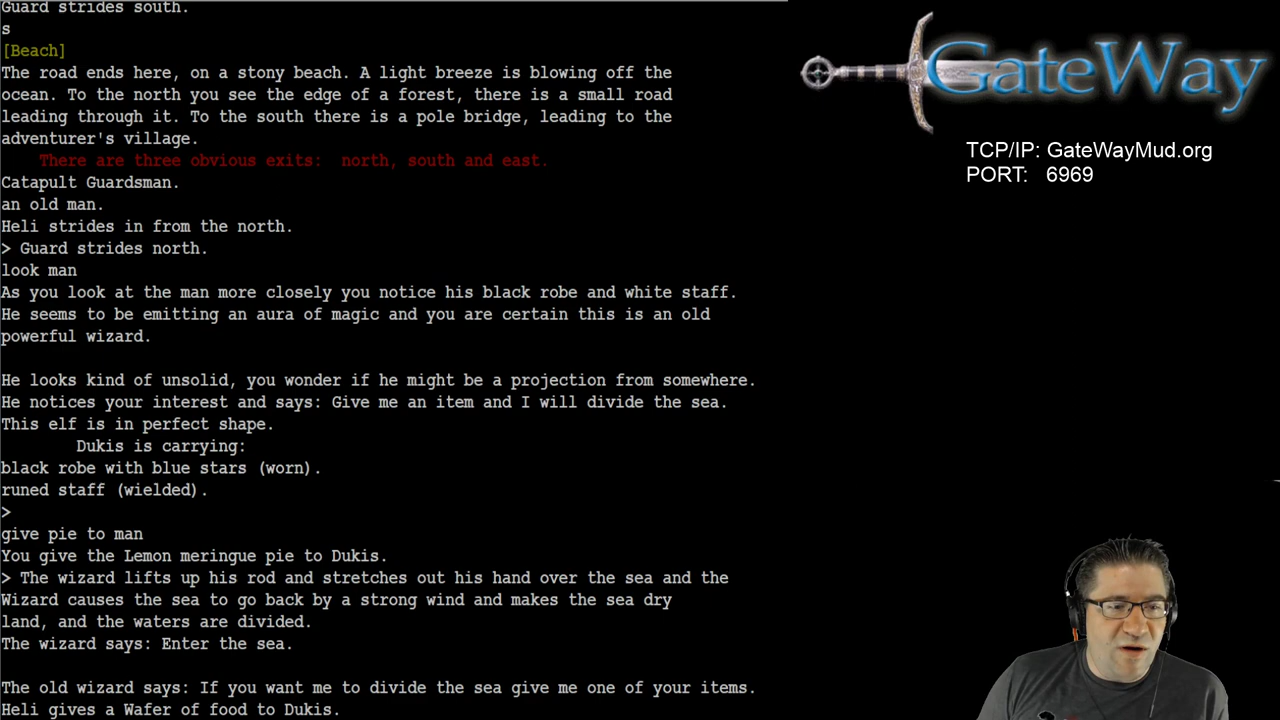 Guard strides south.
s
[Beach]
The road ends here, on a stony beach. A light breeze is blowing off the
ocean. To the north you see the edge of a forest, there is a small road
leading through it. To the south there is a pole bridge, leading to the
adventurer's village.
There are three obvious exits:  north, south and east.
Catapult Guardsman.
an old man.
Heli strides in from the north.
> Guard strides north.
look man
As you look at the man more closely you notice his black robe and white staff.
He seems to be emitting an aura of magic and you are certain this is an old
powerful wizard.
He looks kind of unsolid, you wonder if he might be a projection from somewhere.
He notices your interest and says: Give me an item and I will divide the sea.
This elf is in perfect shape.
Dukis is carrying:
black robe with blue stars (worn).
runed staff (wielded).
>
give pie to man
You give the Lemon meringue pie to Dukis.
> The wizard lifts up his rod and stretches out his hand over the sea and the
Wizard causes the sea to go back by a strong wind and makes the sea dry
land, and the waters are divided.
The wizard says: Enter the sea.
The old wizard says: If you want me to divide the sea give me one of your items.
Heli gives a Wafer of food to Dukis.
GateWay
TCP/IP: GateWayMud.org
PORT: 6969